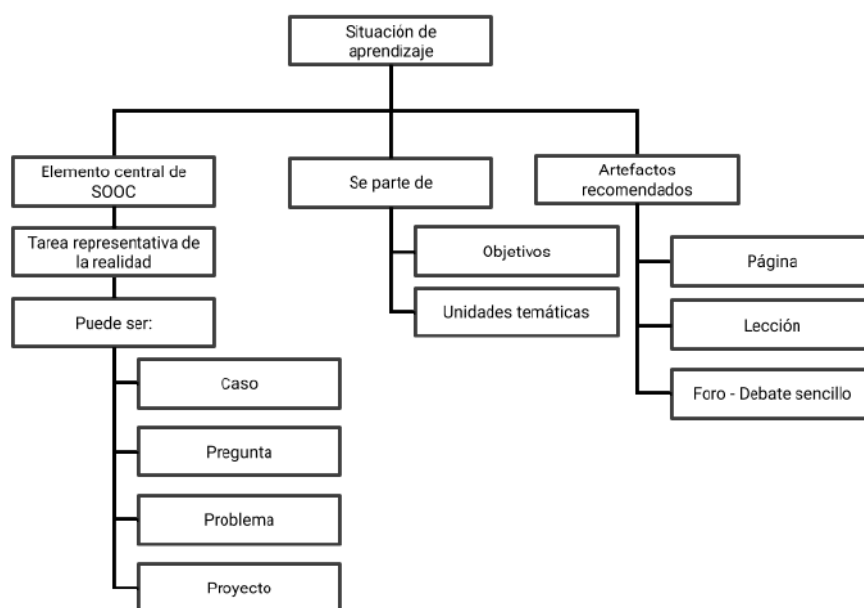 Situación de
aprendizaje
Elemento central de
SOOC
Tarea representativa de
la realidad
Puede ser:
Caso
Pregunta
Problema
Proyecto
Se parte de
Objetivos
Unidades temáticas
Artefactos
recomendados
Página
Lección
Foro - Debate sencillo